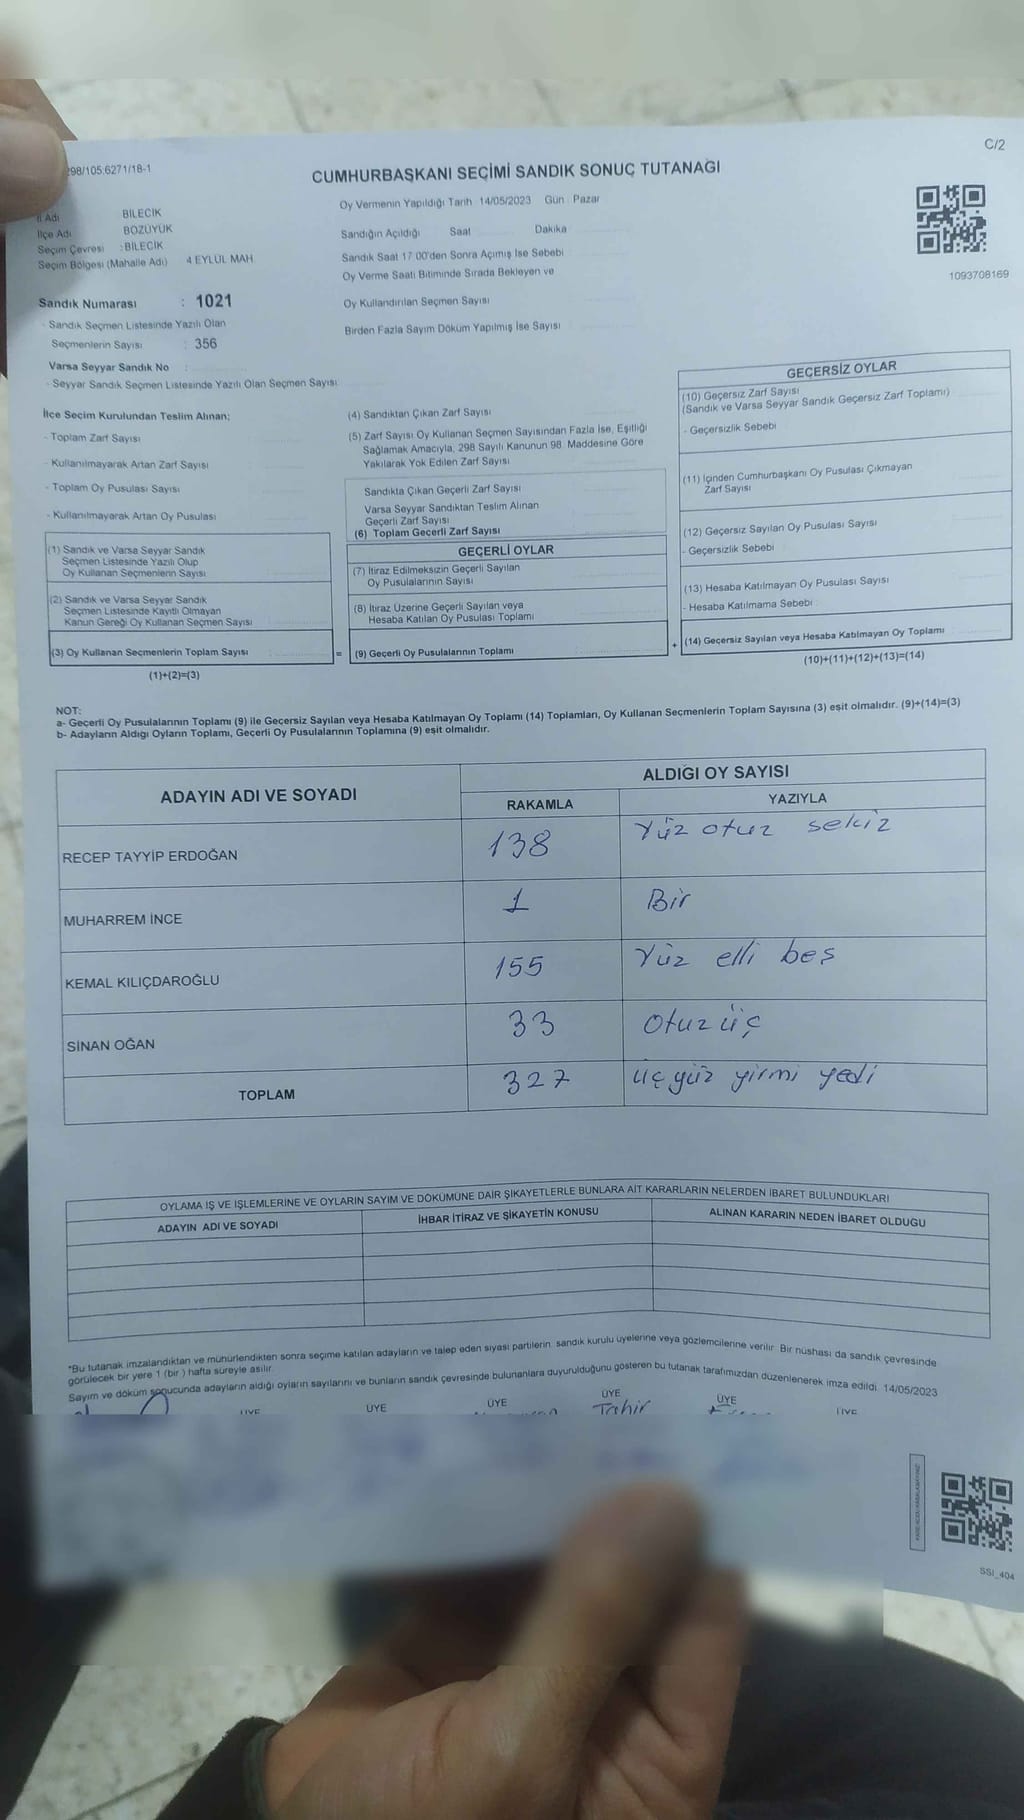 C/2
298/105:6271/18-1
CUMHURBAŞKANI SEÇİMİ SANDIK SONUÇ TUTANAĞI
İl Adı BİLECİK
İlçe Adı BOZÜYÜK
Seçim Çevresi : BİLECİK
Seçim Bölgesi (Mahalle Adı) 4 EYLÜL MAH
Sandık Numarası : 1021
- Sandık Seçmen Listesinde Yazılı Olan
Seçmenlerin Sayısı : 356
Varsa Seyyar Sandık No :
- Seyyar Sandık Seçmen Listesinde Yazılı Olan Seçmen Sayısı
Oy Vermenin Yapıldığı Tarih 14/05/2023 Gün : Pazar
Sandığın Açıldığı Saat Dakika
Sandık Saat 17:00'den Sonra Açımış İse Sebebi
Oy Verme Saati Bitiminde Sırada Bekleyen ve
Oy Kullandırılan Seçmen Sayısı
Birden Fazla Sayım Döküm Yapılmış İse Sayısı
1093708169
İlçe Seçim Kurulundan Teslim Alınan;
- Toplam Zarf Sayısı
- Kullanılmayarak Artan Zarf Sayısı
- Toplam Oy Pusulası Sayısı
- Kullanılmayarak Artan Oy Pusulası
(1) Sandık ve Varsa Seyyar Sandık
Seçmen Listesinde Yazılı Olup
Oy Kullanan Seçmenlerin Sayısı
(2) Sandık ve Varsa Seyyar Sandık
Seçmen Listesinde Kayıtlı Olmayan
Kanun Gereği Oy Kullanan Seçmen Sayısı
(3) Oy Kullanan Seçmenlerin Toplam Sayısı :
(1)+(2)=(3)
(4) Sandıktan Çıkan Zarf Sayısı
(5) Zarf Sayısı Oy Kullanan Seçmen Sayısından Fazla İse, Eşitliği
Sağlamak Amacıyla, 298 Sayılı Kanunun 98. Maddesine Göre
Yakılarak Yok Edilen Zarf Sayısı
Sandıkta Çıkan Geçerli Zarf Sayısı
Varsa Seyyar Sandıktan Teslim Alınan
Geçerli Zarf Sayısı
(6) Toplam Geçerli Zarf Sayısı
GEÇERLİ OYLAR
(7) İtiraz Edilmeksizin Geçerli Sayılan
Oy Pusulalarının Sayısı
(8) İtiraz Üzerine Geçerli Sayılan veya
Hesaba Katılan Oy Pusulası Toplamı
= (9) Geçerli Oy Pusulalarının Toplamı :
GEÇERSİZ OYLAR
(10) Geçersiz Zarf Sayısı
(Sandık ve Varsa Seyyar Sandık Geçersiz Zarf Toplamı)
- Geçersizlik Sebebi
(11) İçinden Cumhurbaşkanı Oy Pusulası Çıkmayan
Zarf Sayısı
(12) Geçersiz Sayılan Oy Pusulası Sayısı
- Geçersizlik Sebebi
(13) Hesaba Katılmayan Oy Pusulası Sayısı
- Hesaba Katılmama Sebebi :
+ (14) Geçersiz Sayılan veya Hesaba Katılmayan Oy Toplamı :
(10)+(11)+(12)+(13)=(14)
NOT:
a- Geçerli Oy Pusulalarının Toplamı (9) ile Geçersiz Sayılan veya Hesaba Katılmayan Oy Toplamı (14) Toplamları, Oy Kullanan Seçmenlerin Toplam Sayısına (3) eşit olmalıdır. (9)+(14)=(3)
b- Adayların Aldığı Oyların Toplamı, Geçerli Oy Pusulalarının Toplamına (9) eşit olmalıdır.
ADAYIN ADI VE SOYADI
ALDIĞI OY SAYISI
RAKAMLA YAZIYLA
RECEP TAYYİP ERDOĞAN 138 Yüz otuz sekiz
MUHARREM İNCE 1 Bir
KEMAL KILIÇDAROĞLU 155 Yüz elli beş
SİNAN OĞAN 33 Otuz üç
TOPLAM 327 üç yüz yirmi yedi
OYLAMA İŞ VE İŞLEMLERİNE VE OYLARIN SAYIM VE DÖKÜMÜNE DAİR ŞİKAYETLERLE BUNLARA AİT KARARLARIN NELERDEN İBARET BULUNDUKLARI
ADAYIN ADI VE SOYADI İHBAR İTİRAZ VE ŞİKAYETİN KONUSU ALINAN KARARIN NEDEN İBARET OLDUĞU
*Bu tutanak imzalandıktan ve mühürlendikten sonra seçime katılan adayların ve talep eden siyasi partilerin sandık kurulu üyelerine veya gözlemcilerine verilir. Bir nüshası da sandık çevresinde
görülecek bir yere 1 (bir) hafta süreyle asılır.
Sayım ve döküm sonucunda adayların aldığı oyların sayılarını ve bunların sandık çevresinde bulunanlara duyurulduğunu gösteren bu tutanak tarafımızdan düzenlenerek imza edildi. 14/05/2023
ÜYE ÜYE ÜYE ÜYE ÜYE ÜYE
Tahir
SSI_404